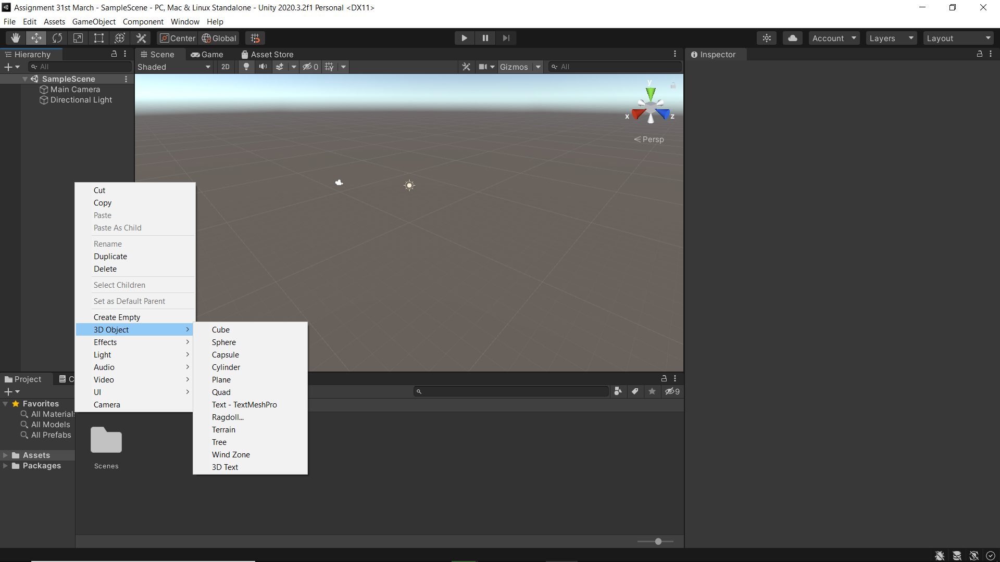 Assignment 31st March - SampleScene - PC, Mac & Linux Standalone - Unity 2020.3.2f1 Personal <DX11>
File Edit Assets GameObject Component Window Help
Center Global Account Layers Layout
Hierarchy
All
SampleScene
Main Camera
Directional Light
Scene Game Asset Store
Shaded 2D 0 Gizmos All
y
x z
Persp
Inspector
Cut
Copy
Paste
Paste As Child
Rename
Duplicate
Delete
Select Children
Set as Default Parent
Create Empty
3D Object
Effects
Light
Audio
Video
UI
Camera
Cube
Sphere
Capsule
Cylinder
Plane
Quad
Text - TextMeshPro
Ragdoll...
Terrain
Tree
Wind Zone
3D Text
Project C
9
Favorites
All Materials
All Models
All Prefabs
Assets
Packages
Scenes